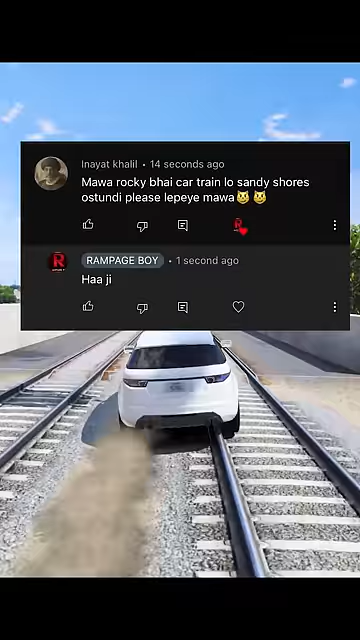 Inayat khalil • 14 seconds ago
Mawa rocky bhai car train lo sandy shores
ostundi please lepeye mawa😼😼
R
R
RAMPAGE BOY • 1 second ago
Haa ji